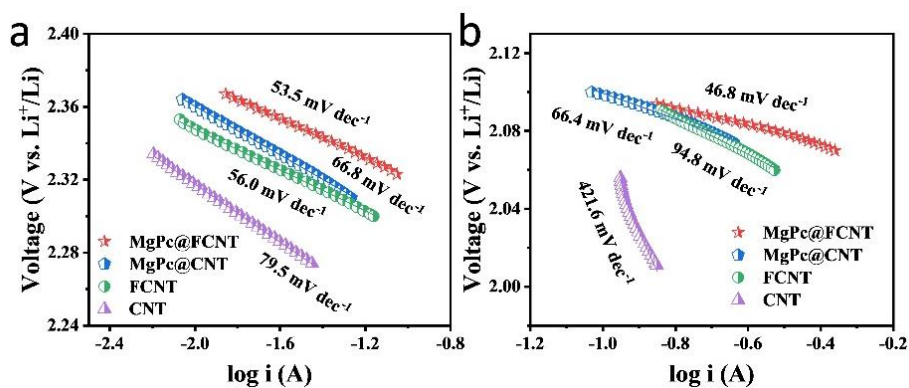 a
Voltage (V vs. Li⁺/Li)
2.40
2.36
2.32
2.28
2.24
53.5 mV dec⁻¹
66.8 mV dec⁻¹
56.0 mV dec⁻¹
79.5 mV dec⁻¹
MgPc@FCNT
MgPc@CNT
FCNT
CNT
-2.4
-2.0
-1.6
-1.2
-0.8
log i (A)
b
Voltage (V vs. Li⁺/Li)
2.12
2.08
2.04
2.00
46.8 mV dec⁻¹
66.4 mV dec⁻¹
94.8 mV dec⁻¹
421.6 mV dec⁻¹
MgPc@FCNT
MgPc@CNT
FCNT
CNT
-1.2
-1.0
-0.8
-0.6
-0.4
-0.2
log i (A)